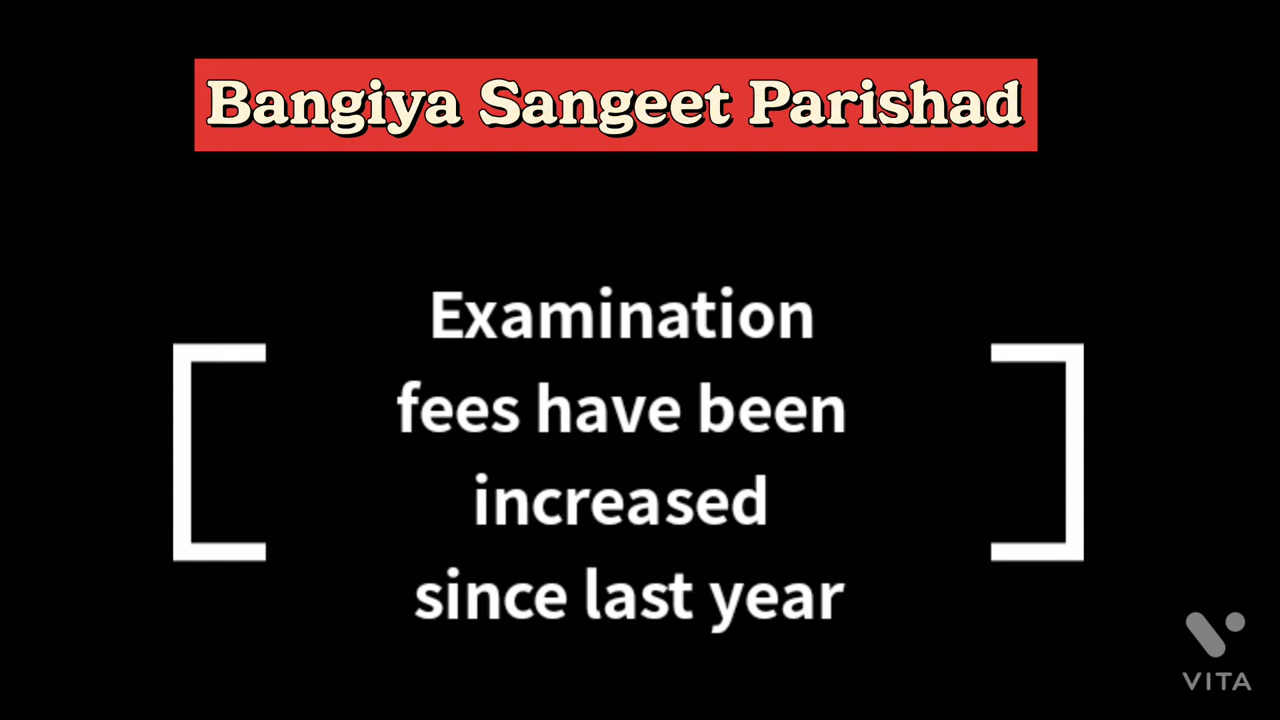 Bangiya Sangeet Parishad
Examination
fees have been
increased
since last year
VITA